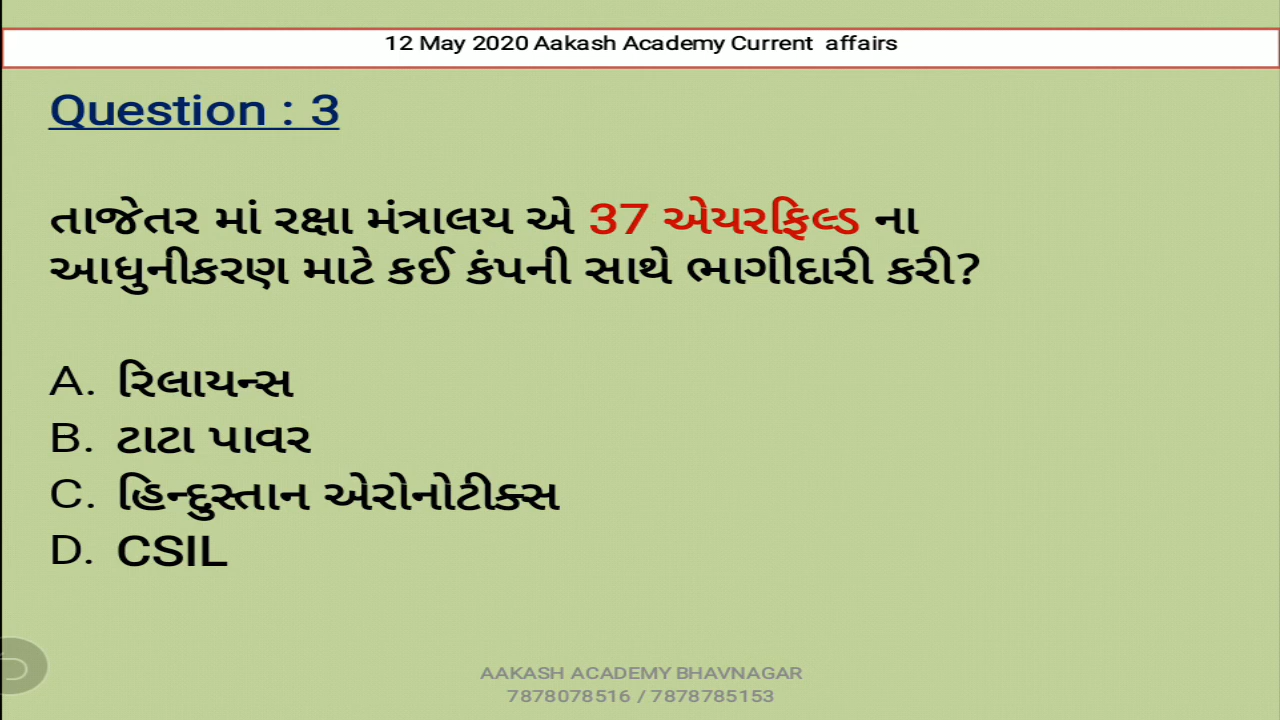 12 May 2020 Aakash Academy Current affairs
Question : 3
તાજેતર માં રક્ષા મંત્રાલય એ 37 એયરફિલ્ડ ના
આધુનીકરણ માટે કઈ કંપની સાથે ભાગીદારી કરી?
A. રિલાયન્સ
B. ટાટા પાવર
C. હિન્દુસ્તાન એરોનોટીક્સ
D. CSIL
AAKASH ACADEMY BHAVNAGAR
7878078516 / 7878785153